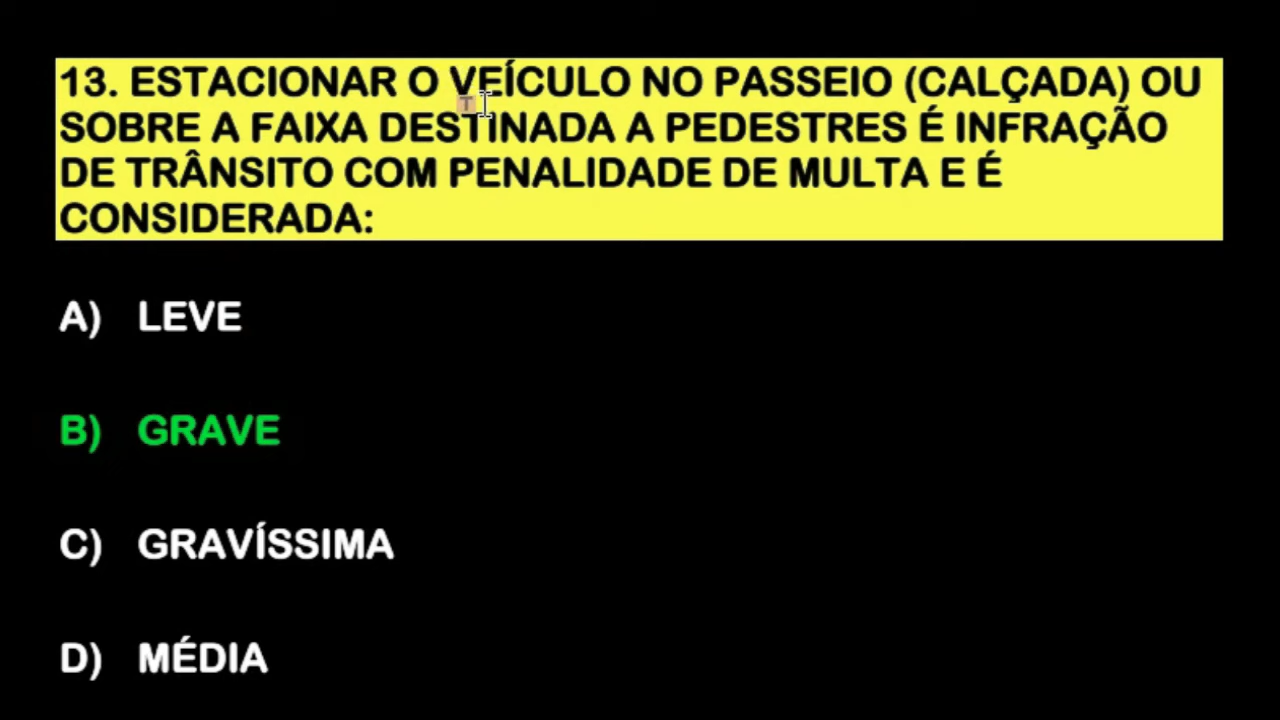 13. ESTACIONAR O VEÍCULO NO PASSEIO (CALÇADA) OU
SOBRE A FAIXA DESTINADA A PEDESTRES É INFRAÇÃO
DE TRÂNSITO COM PENALIDADE DE MULTA E É
CONSIDERADA:
A) LEVE
B) GRAVE
C) GRAVÍSSIMA
D) MÉDIA